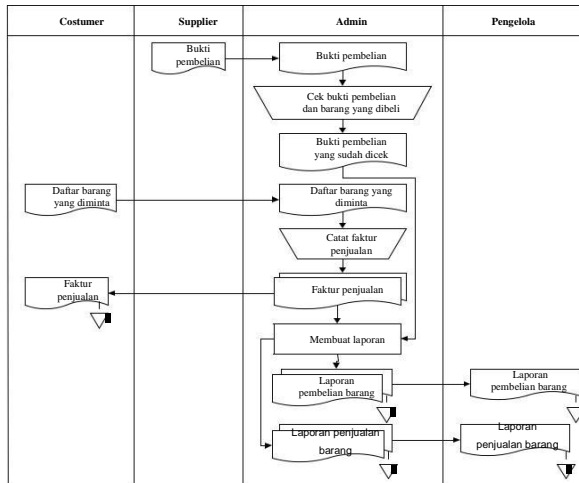 Costumer
Supplier
Admin
Pengelola
Bukti
pembelian
Bukti pembelian
Cek bukti pembelian
dan barang yang dibeli
Bukti pembelian
yang sudah dicek
Daftar barang
yang diminta
Daftar barang yang
diminta
Catat faktur
penjualan
Faktur
penjualan
Faktur penjualan
Membuat laporan
Laporan
pembelian barang
Laporan
pembelian barang
Laporan penjualan
barang
Laporan
penjualan barang